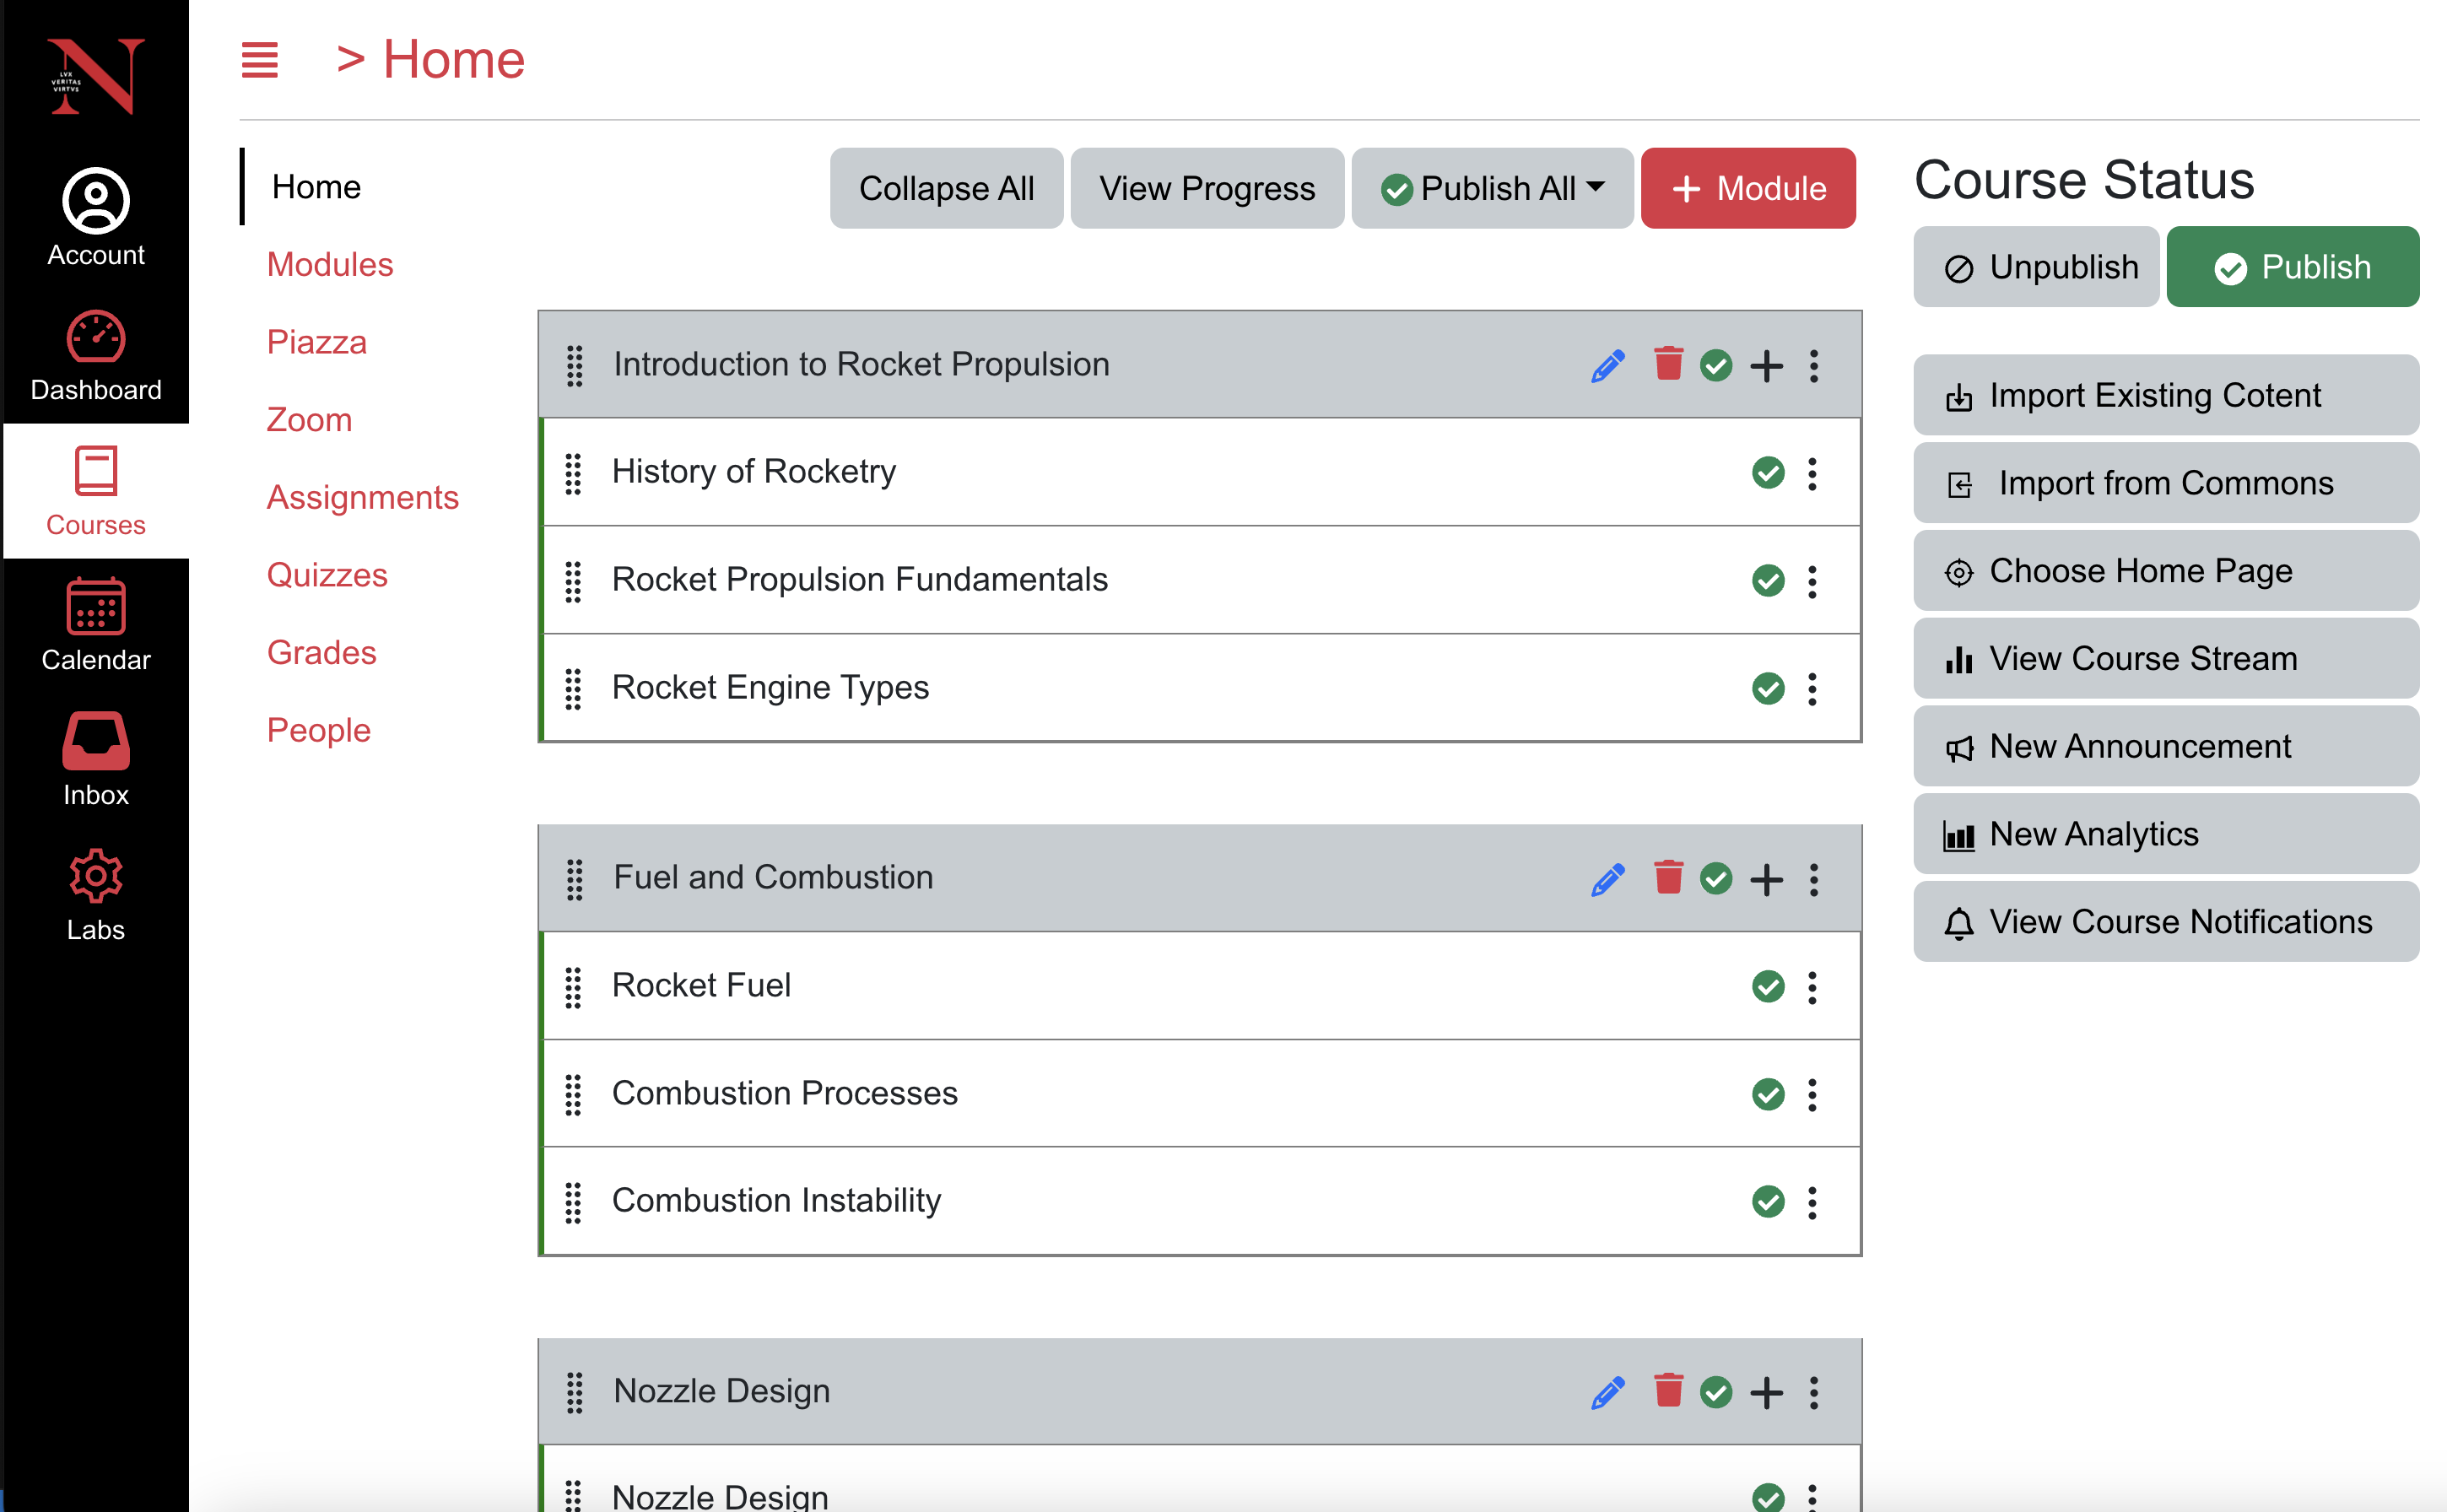 LVX
VERITAS
VIRTVS
Account
Dashboard
Courses
Calendar
Inbox
Labs
> Home
Home
Modules
Piazza
Zoom
Assignments
Quizzes
Grades
People
Collapse All View Progress Publish All + Module
Introduction to Rocket Propulsion
History of Rocketry
Rocket Propulsion Fundamentals
Rocket Engine Types
Fuel and Combustion
Rocket Fuel
Combustion Processes
Combustion Instability
Nozzle Design
Nozzle Design
Course Status
Unpublish Publish
Import Existing Cotent
Import from Commons
Choose Home Page
View Course Stream
New Announcement
New Analytics
View Course Notifications